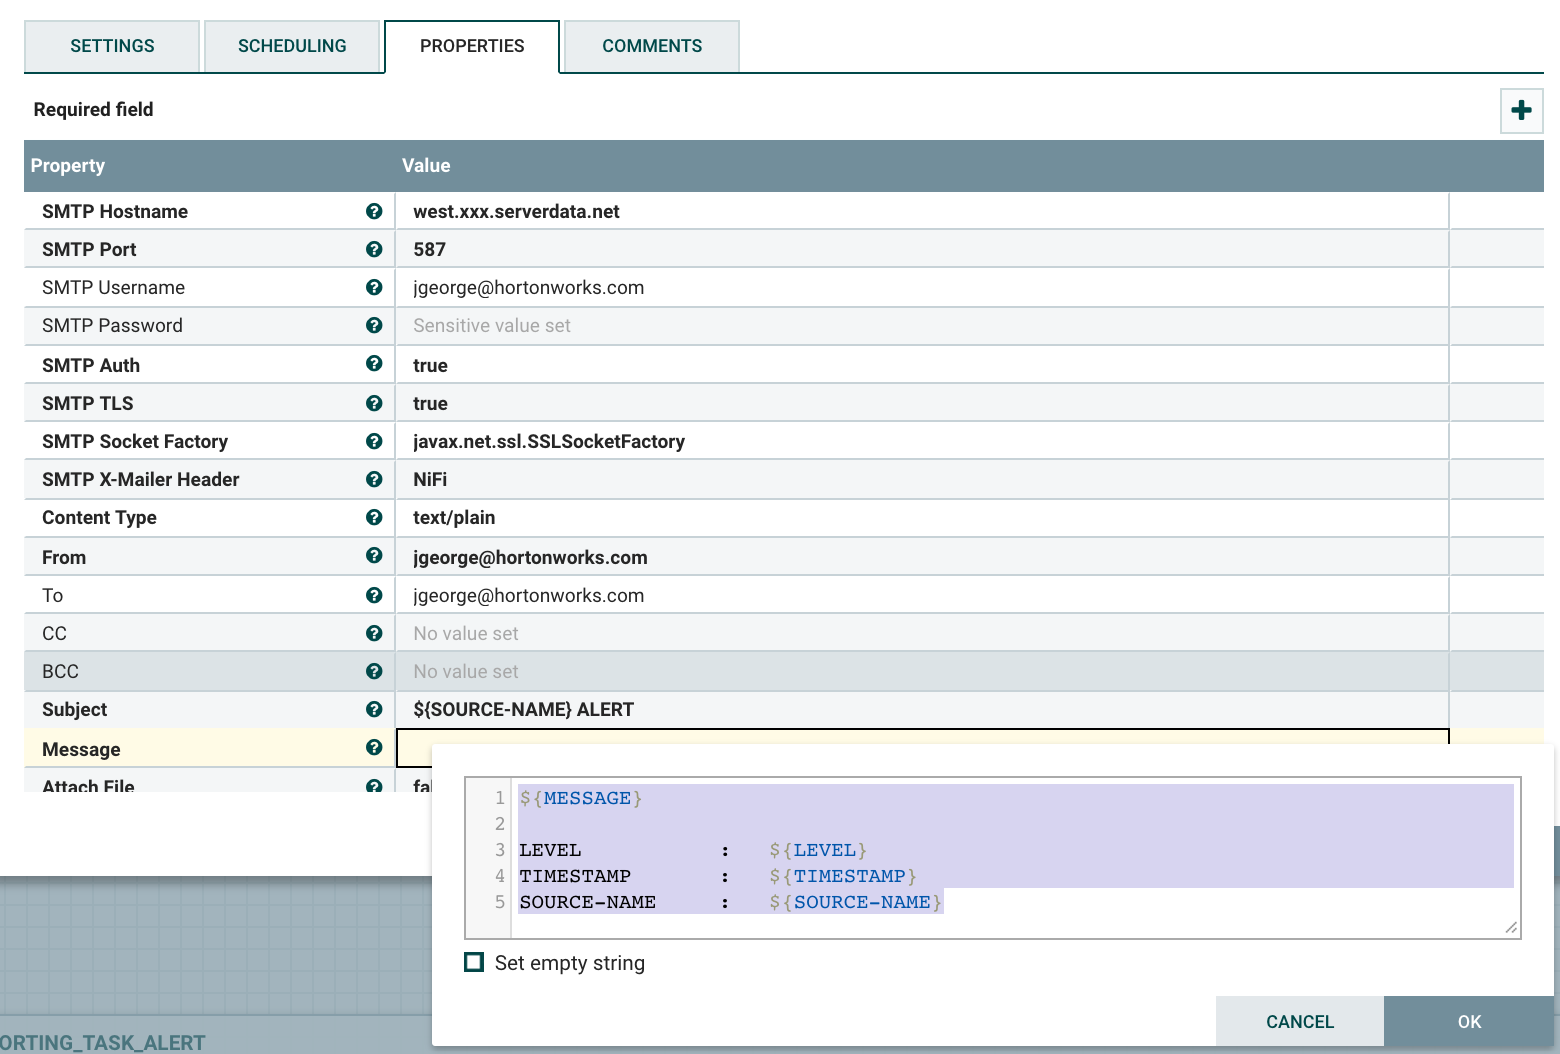 SETTINGS SCHEDULING PROPERTIES COMMENTS
Required field
Property Value
SMTP Hostname west.xxx.serverdata.net
SMTP Port 587
SMTP Username jgeorge@hortonworks.com
SMTP Password Sensitive value set
SMTP Auth true
SMTP TLS true
SMTP Socket Factory javax.net.ssl.SSLSocketFactory
SMTP X-Mailer Header NiFi
Content Type text/plain
From jgeorge@hortonworks.com
To jgeorge@hortonworks.com
CC No value set
BCC No value set
Subject ${SOURCE-NAME} ALERT
Message
Attach File
1 ${MESSAGE}
2
3 LEVEL : ${LEVEL}
4 TIMESTAMP : ${TIMESTAMP}
5 SOURCE-NAME : ${SOURCE-NAME}
Set empty string
CANCEL OK
ORTING_TASK_ALERT